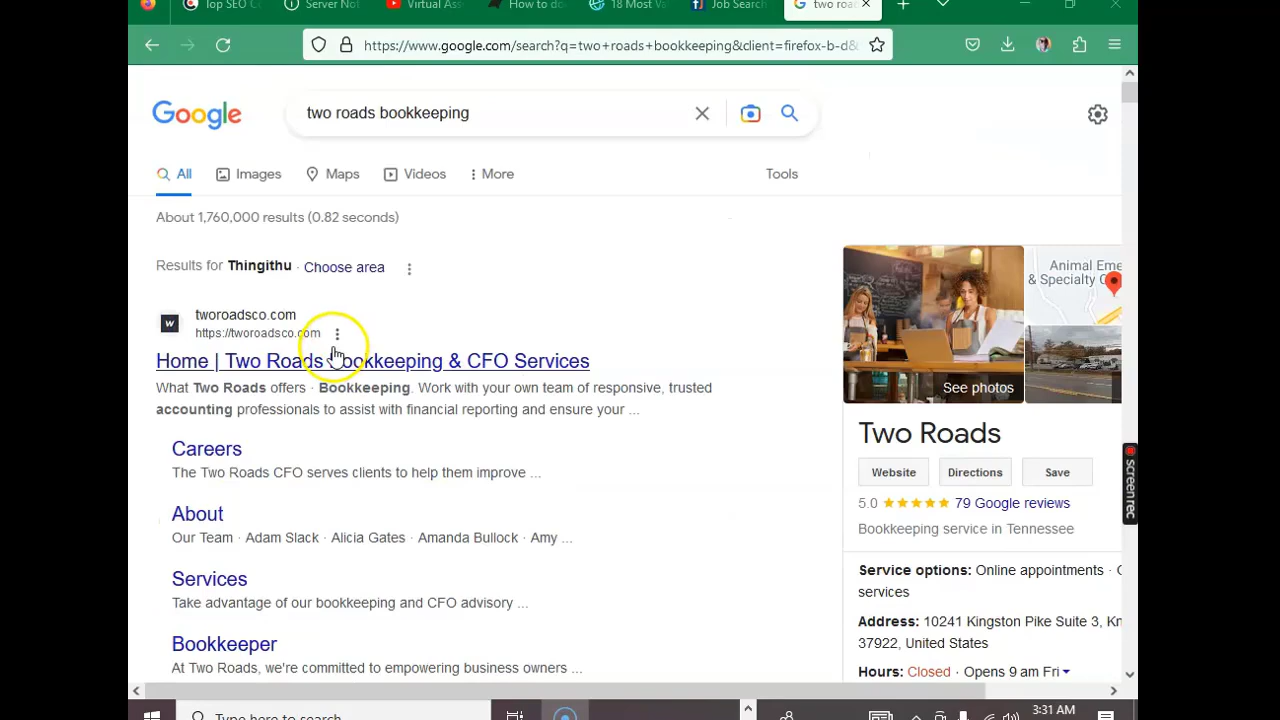 Top SEO C
Server Not
Virtual Ass
How to do
18 Most Va
Job Search
two road
https://www.google.com/search?q=two+roads+bookkeeping&client=firefox-b-d&
Google
two roads bookkeeping
All
Images
Maps
Videos
More
Tools
About 1,760,000 results (0.82 seconds)
Results for Thingithu · Choose area
tworoadsco.com
https://tworoadsco.com
Home | Two Roads Bookkeeping & CFO Services
What Two Roads offers · Bookkeeping. Work with your own team of responsive, trusted
accounting professionals to assist with financial reporting and ensure your ...
Careers
The Two Roads CFO serves clients to help them improve ...
About
Our Team · Adam Slack · Alicia Gates · Amanda Bullock · Amy ...
Services
Take advantage of our bookkeeping and CFO advisory ...
Bookkeeper
At Two Roads, we're committed to empowering business owners ...
Animal Eme
& Specialty C
See photos
Two Roads
Website
Directions
Save
5.0
79 Google reviews
Bookkeeping service in Tennessee
Service options: Online appointments ·
services
Address: 10241 Kingston Pike Suite 3, Kn
37922, United States
Hours: Closed · Opens 9 am Fri
screenrec
Type here to search
3:31 AM